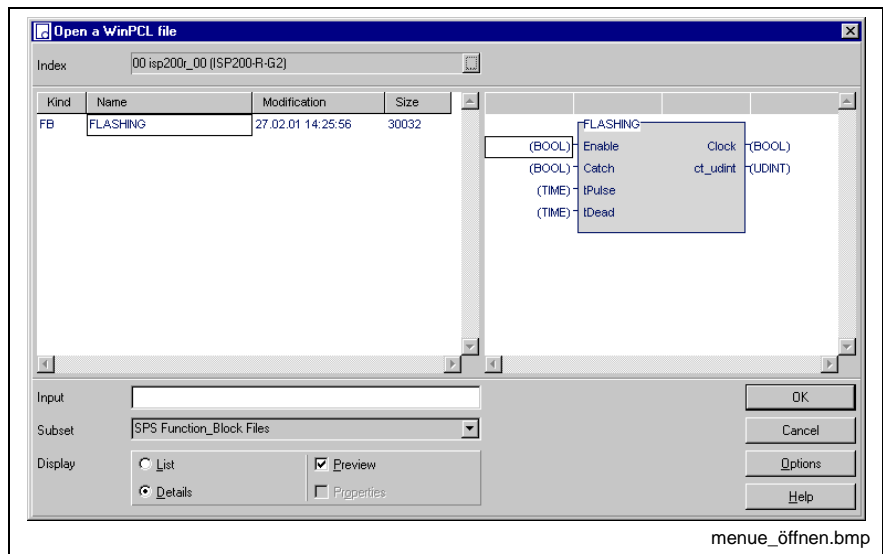 Open a WinPCL file
Index 00 isp200r_00 (ISP200-R-G2)
Kind Name Modification Size
FB FLASHING 27.02.01 14:25:56 30032
FLASHING
(BOOL) Enable Clock (BOOL)
(BOOL) Catch ct_udint (UDINT)
(TIME) tPulse
(TIME) tDead
Input OK
Subset SPS Function_Block Files Cancel
Display List Preview Options
Details Properties Help
menue_öffnen.bmp